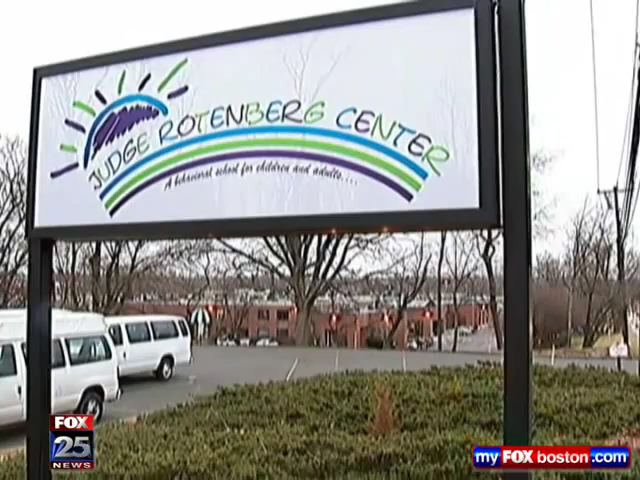 JUDGE ROTENBERG CENTER
A behavioral school for children and adults....
FOX
25
NEWS
myFOXboston.com